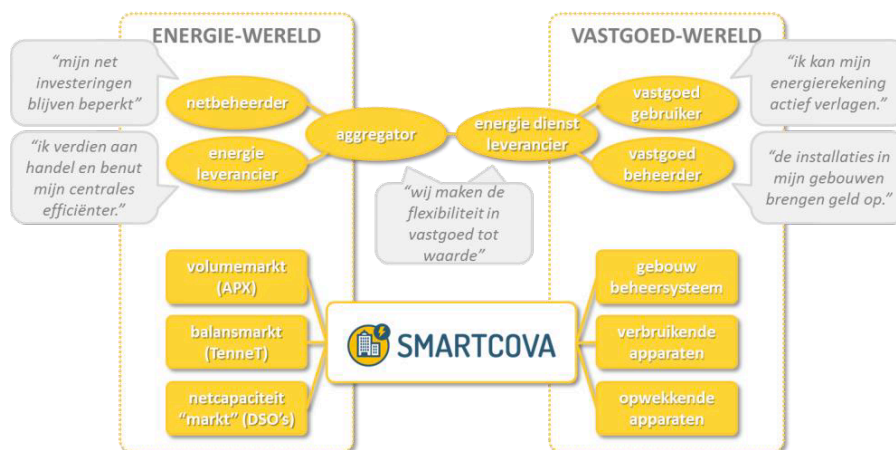 ENERGIE-WERELD
VASTGOED-WERELD
“mijn net
investeringen
blijven beperkt”
“ik kan mijn
energierekening
actief verlagen.”
netbeheerder
vastgoed
gebruiker
aggregator
energie dienst
leverancier
“ik verdien aan
handel en benut
mijn centrales
efficiënter.”
energie
leverancier
vastgoed
beheerder
“de installaties in
mijn gebouwen
brengen geld op.”
“wij maken de
flexibiliteit in
vastgoed tot
waarde”
volumemarkt
(APX)
gebouw
beheersysteem
balansmarkt
(TenneT)
SMARTCOVA
verbruikende
apparaten
netcapaciteit
“markt” (DSO’s)
opwekkende
apparaten